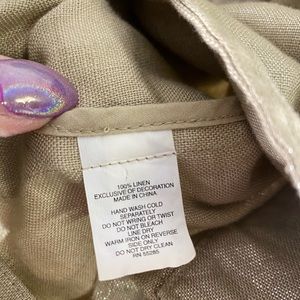 100% LINEN
EXCLUSIVE OF DECORATION
MADE IN CHINA
HAND WASH COLD
SEPARATELY
DO NOT WRING OR TWIST
DO NOT BLEACH
LINE DRY
WARM IRON ON REVERSE
SIDE ONLY
DO NOT DRY CLEAN
RN 55285